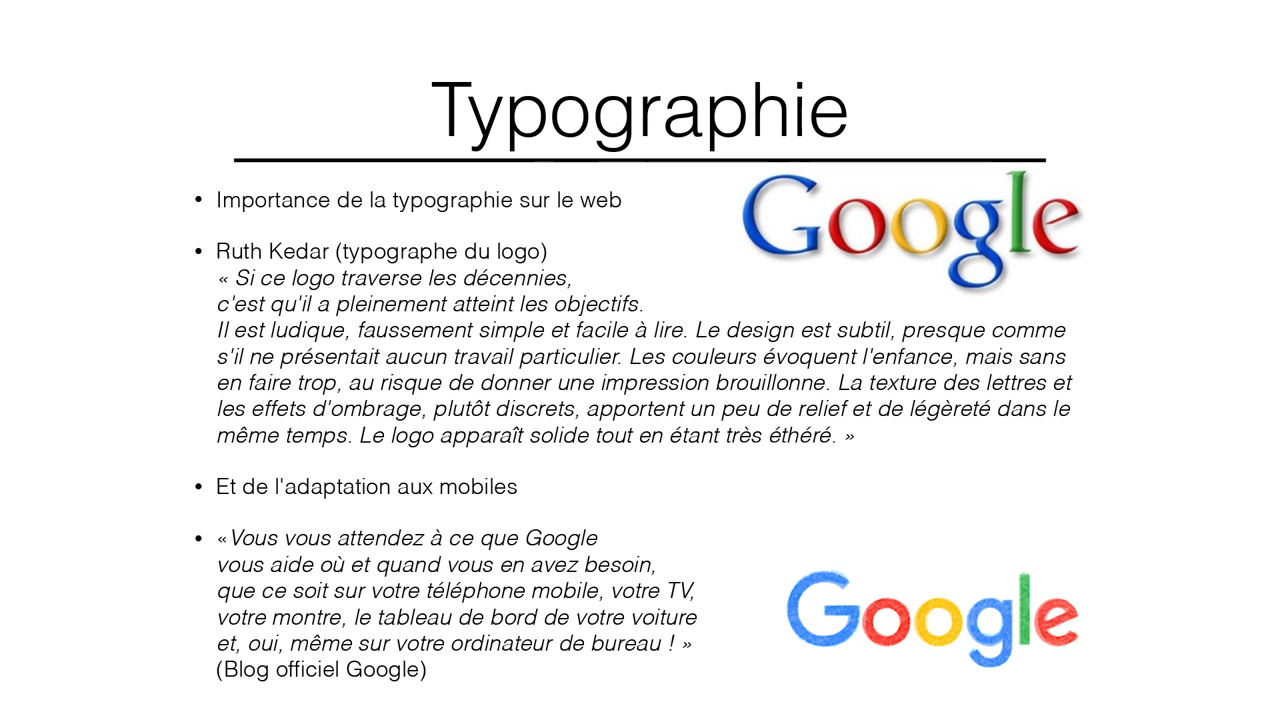 Typographie
• Importance de la typographie sur le web
Google
• Ruth Kedar (typographe du logo)
« Si ce logo traverse les décennies,
c'est qu'il a pleinement atteint les objectifs.
Il est ludique, faussement simple et facile à lire. Le design est subtil, presque comme
s'il ne présentait aucun travail particulier. Les couleurs évoquent l'enfance, mais sans
en faire trop, au risque de donner une impression brouillonne. La texture des lettres et
les effets d'ombrage, plutôt discrets, apportent un peu de relief et de légèreté dans le
même temps. Le logo apparaît solide tout en étant très éthéré. »
• Et de l'adaptation aux mobiles
• «Vous vous attendez à ce que Google
vous aide où et quand vous en avez besoin,
que ce soit sur votre téléphone mobile, votre TV,
votre montre, le tableau de bord de votre voiture
et, oui, même sur votre ordinateur de bureau ! »
(Blog officiel Google)
Google